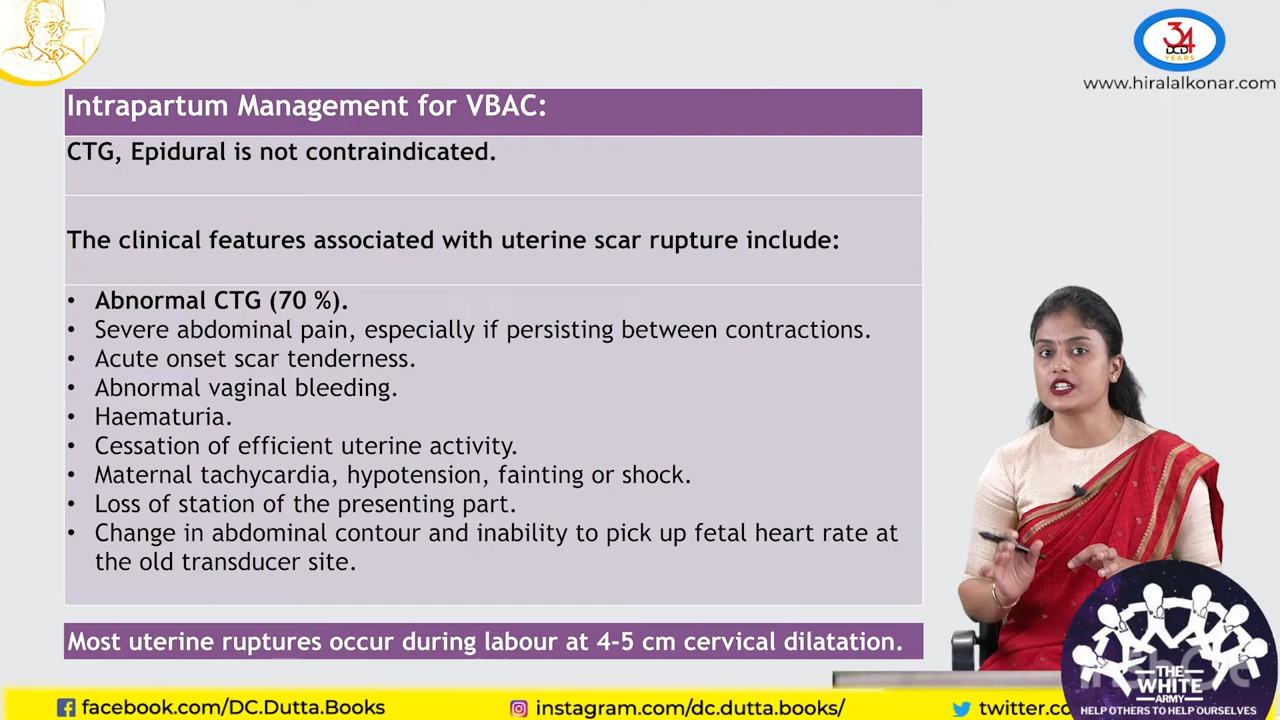 34
DCD
YEARS
www.hiralalkonar.com
Intrapartum Management for VBAC:
CTG, Epidural is not contraindicated.
The clinical features associated with uterine scar rupture include:
• Abnormal CTG (70 %).
• Severe abdominal pain, especially if persisting between contractions.
• Acute onset scar tenderness.
• Abnormal vaginal bleeding.
• Haematuria.
• Cessation of efficient uterine activity.
• Maternal tachycardia, hypotension, fainting or shock.
• Loss of station of the presenting part.
• Change in abdominal contour and inability to pick up fetal heart rate at
the old transducer site.
Most uterine ruptures occur during labour at 4-5 cm cervical dilatation.
THE
WHITE
ARMY
HELP OTHERS TO HELP OURSELVES
facebook.com/DC.Dutta.Books
instagram.com/dc.dutta.books/
twitter.co